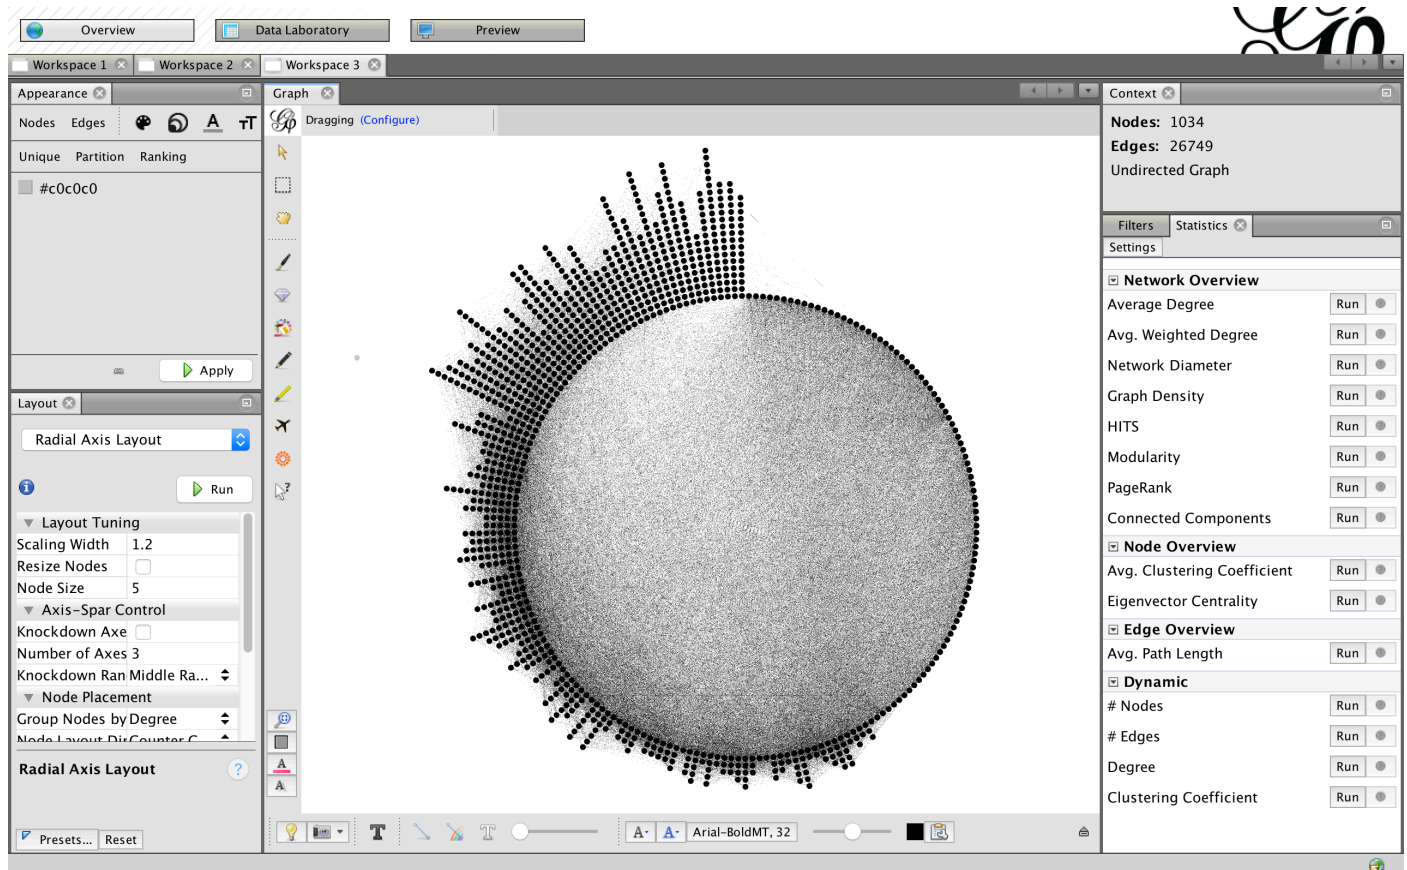 Overview
Data Laboratory
Preview
Workspace 1
Workspace 2
Workspace 3
Appearance
Nodes Edges
Unique Partition Ranking
#c0c0c0
Apply
Layout
Radial Axis Layout
Run
Layout Tuning
Scaling Width 1.2
Resize Nodes
Node Size 5
Axis-Spar Control
Knockdown Axe
Number of Axes 3
Knockdown Ran Middle Ra...
Node Placement
Group Nodes by Degree
Node Layout Dir Counter C
Radial Axis Layout
?
Presets... Reset
Graph
Dragging (Configure)
Arial-BoldMT, 32
Context
Nodes: 1034
Edges: 26749
Undirected Graph
Filters Statistics
Settings
Network Overview
Average Degree Run
Avg. Weighted Degree Run
Network Diameter Run
Graph Density Run
HITS Run
Modularity Run
PageRank Run
Connected Components Run
Node Overview
Avg. Clustering Coefficient Run
Eigenvector Centrality Run
Edge Overview
Avg. Path Length Run
Dynamic
# Nodes Run
# Edges Run
Degree Run
Clustering Coefficient Run